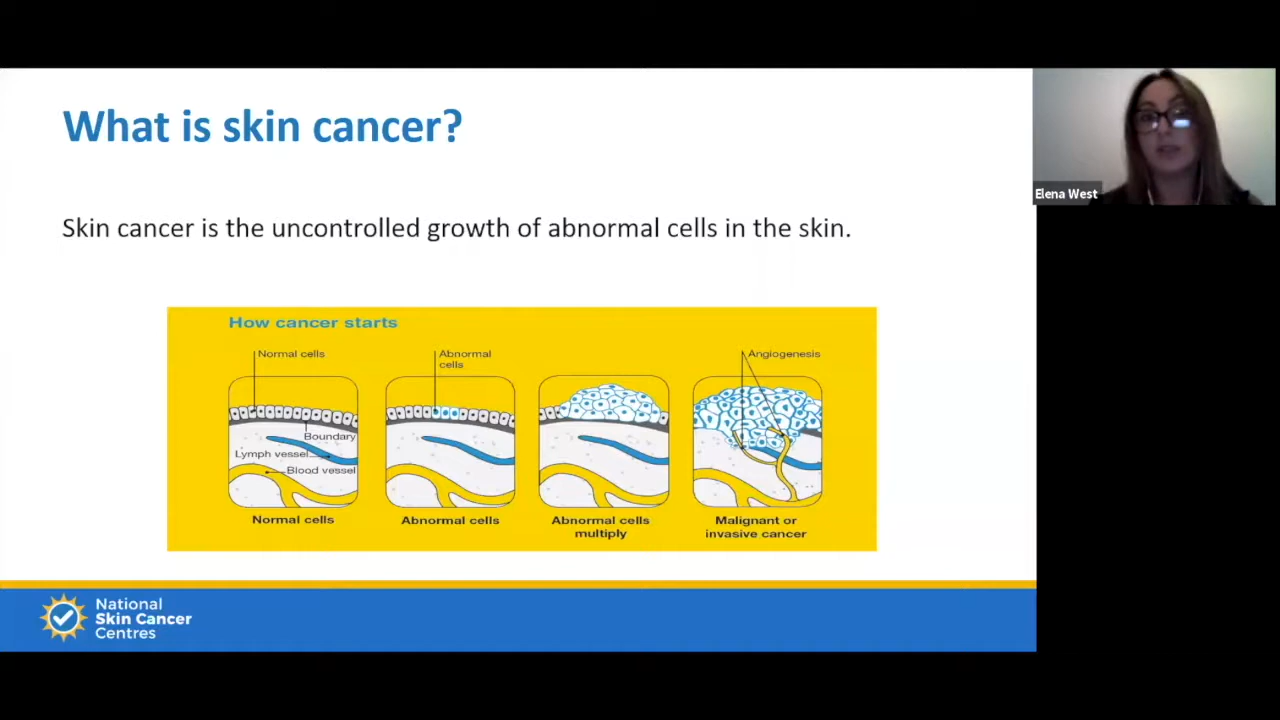 What is skin cancer?
Elena West
Skin cancer is the uncontrolled growth of abnormal cells in the skin.
How cancer starts
Normal cells
Abnormal
cells
Angiogenesis
Boundary
Lymph vessel
Blood vessel
Normal cells
Abnormal cells
Abnormal cells
multiply
Malignant or
invasive cancer
National
Skin Cancer
Centres